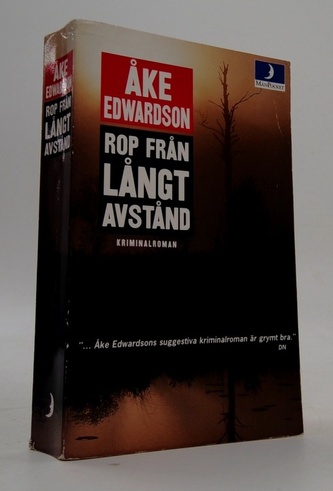 ÅKE
EDWARDSON
ROP FRÅN
LÅNGT
AVSTÅND
KRIMINALROMAN
MÅNPOCKET
"... Åke Edwardsons suggestiva kriminalroman är grymt bra."
DN
ÅKE
EDWARDSON
ROP FRÅN
LÅNGT
AVSTÅND